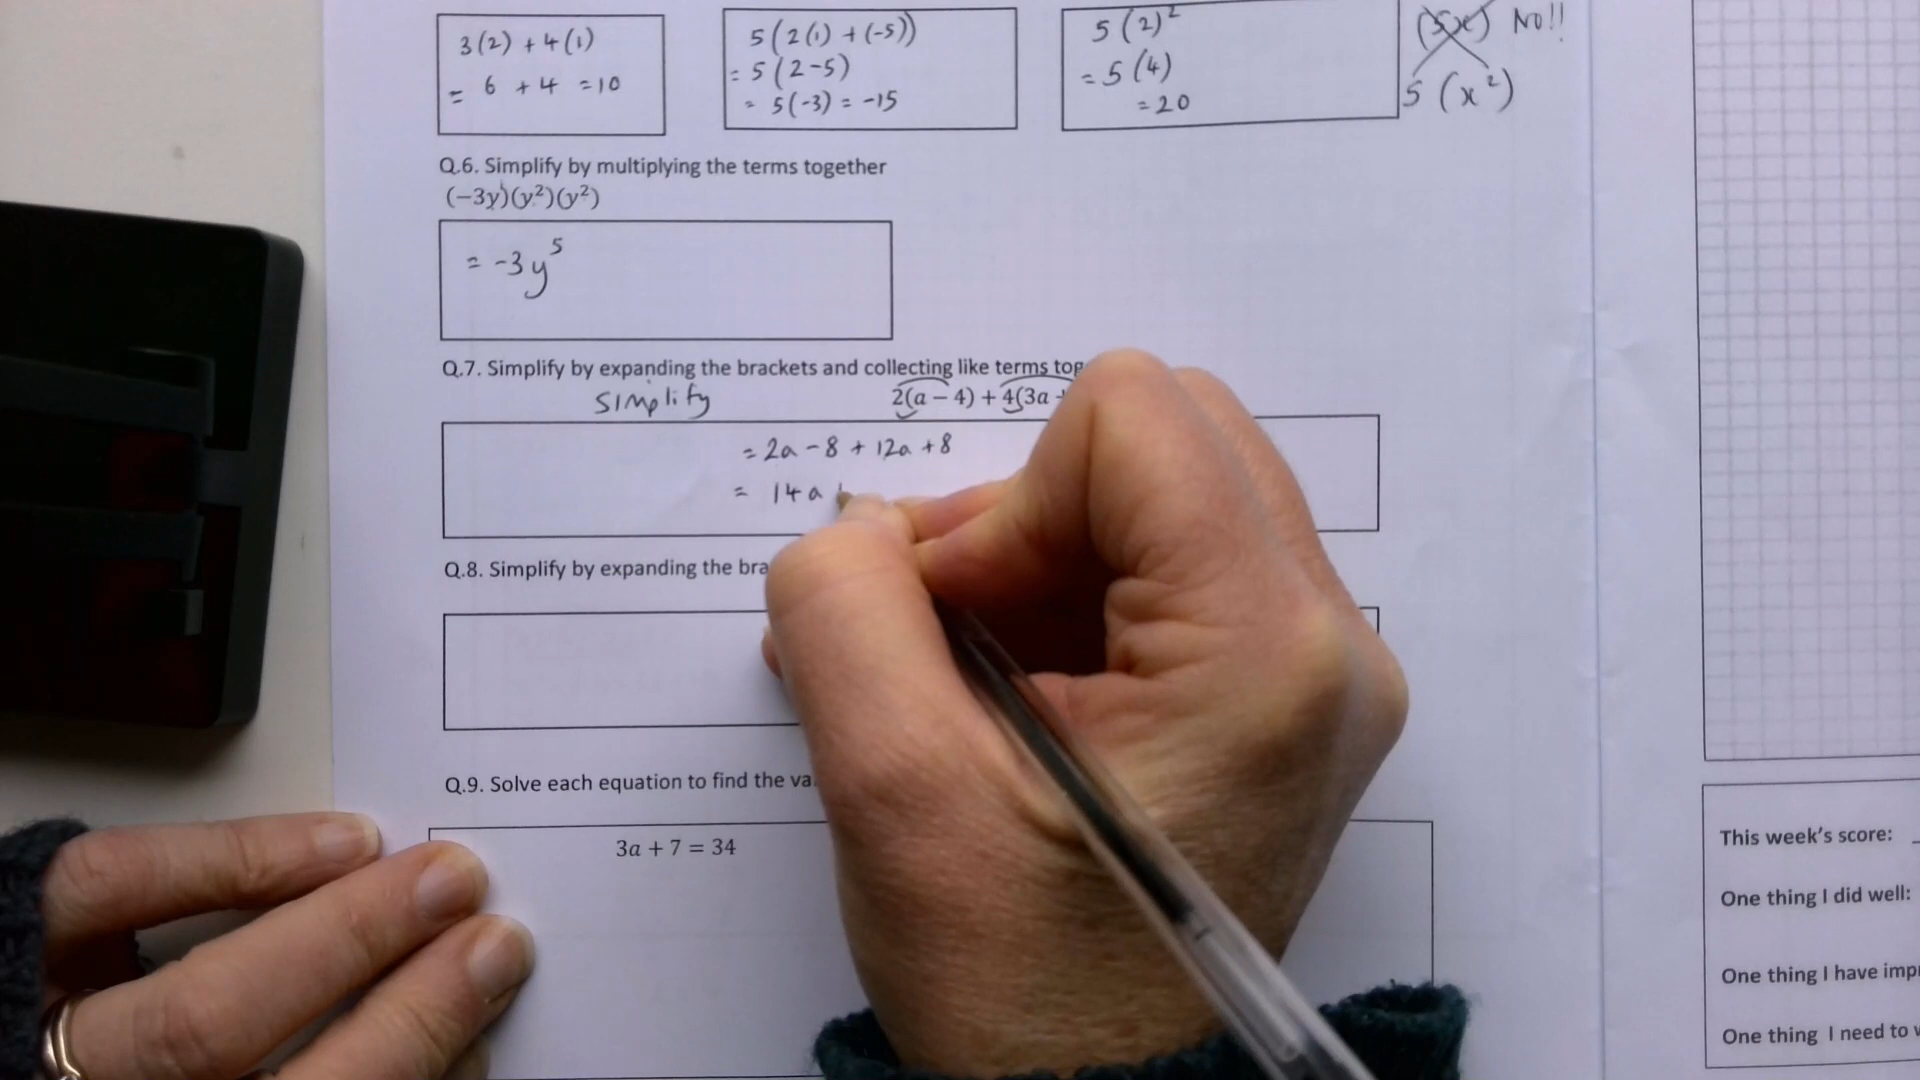 3(2) + 4(1)
= 6 + 4 = 10
5(2(1) + (-5))
= 5(2-5)
= 5(-3) = -15
5(2)²
= 5(4)
= 20
(5x) NO!!
5(x²)
Q.6. Simplify by multiplying the terms together
(−3y)(y²)(y²)
= -3y⁵
Q.7. Simplify by expanding the brackets and collecting like terms tog
SImplify
2(a − 4) + 4(3a
= 2a - 8 + 12a + 8
= 14a
Q.8. Simplify by expanding the bra
Q.9. Solve each equation to find the va
3a + 7 = 34
This week's score:
One thing I did well:
One thing I have imp
One thing I need to